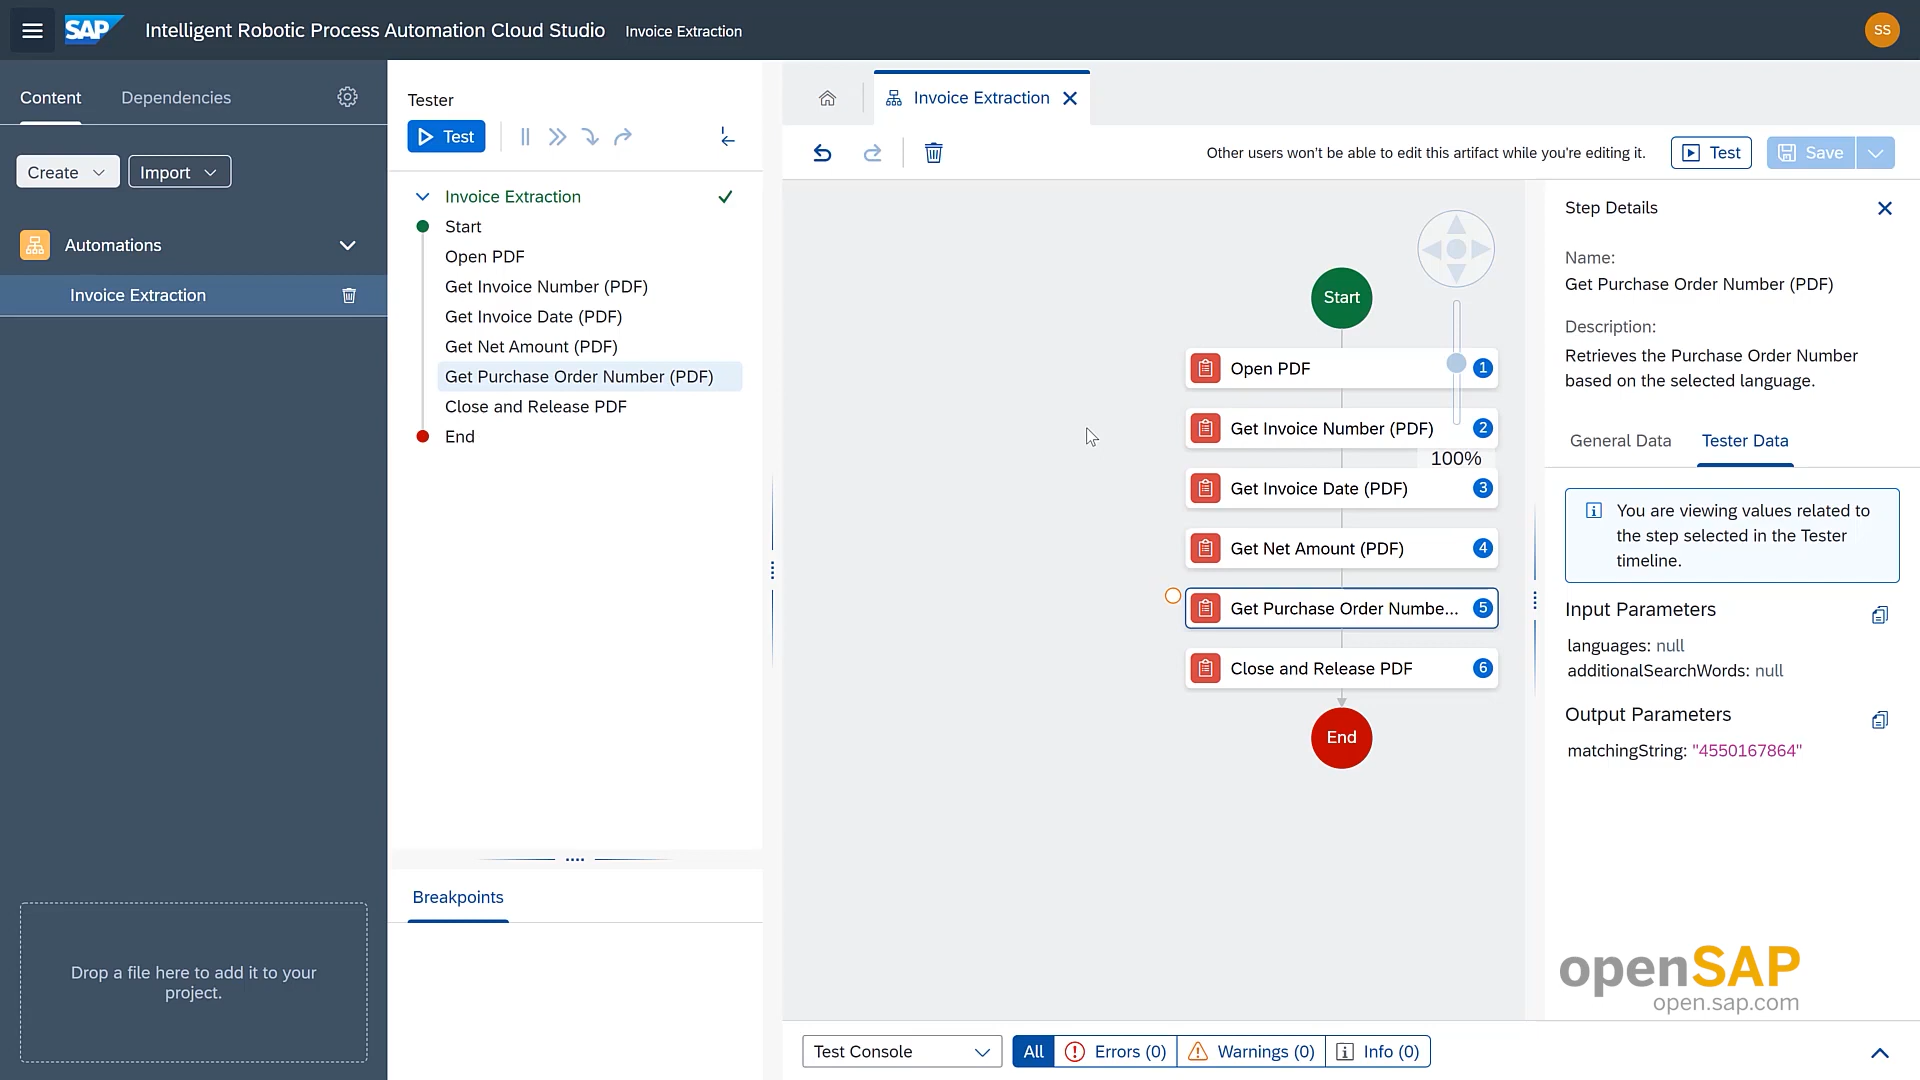 SAP Intelligent Robotic Process Automation Cloud Studio Invoice Extraction SS
Content Dependencies
Create Import
Automations
Invoice Extraction
Drop a file here to add it to your
project.
Tester
Test
Invoice Extraction
Start
Open PDF
Get Invoice Number (PDF)
Get Invoice Date (PDF)
Get Net Amount (PDF)
Get Purchase Order Number (PDF)
Close and Release PDF
End
Breakpoints
Invoice Extraction
Other users won't be able to edit this artifact while you're editing it. Test Save
Start
Open PDF 1
Get Invoice Number (PDF) 2
100%
Get Invoice Date (PDF) 3
Get Net Amount (PDF) 4
Get Purchase Order Numbe... 5
Close and Release PDF 6
End
Step Details
Name:
Get Purchase Order Number (PDF)
Description:
Retrieves the Purchase Order Number
based on the selected language.
General Data Tester Data
You are viewing values related to
the step selected in the Tester
timeline.
Input Parameters
languages: null
additionalSearchWords: null
Output Parameters
matchingString: "4550167864"
openSAP
open.sap.com
Test Console All Errors (0) Warnings (0) Info (0)